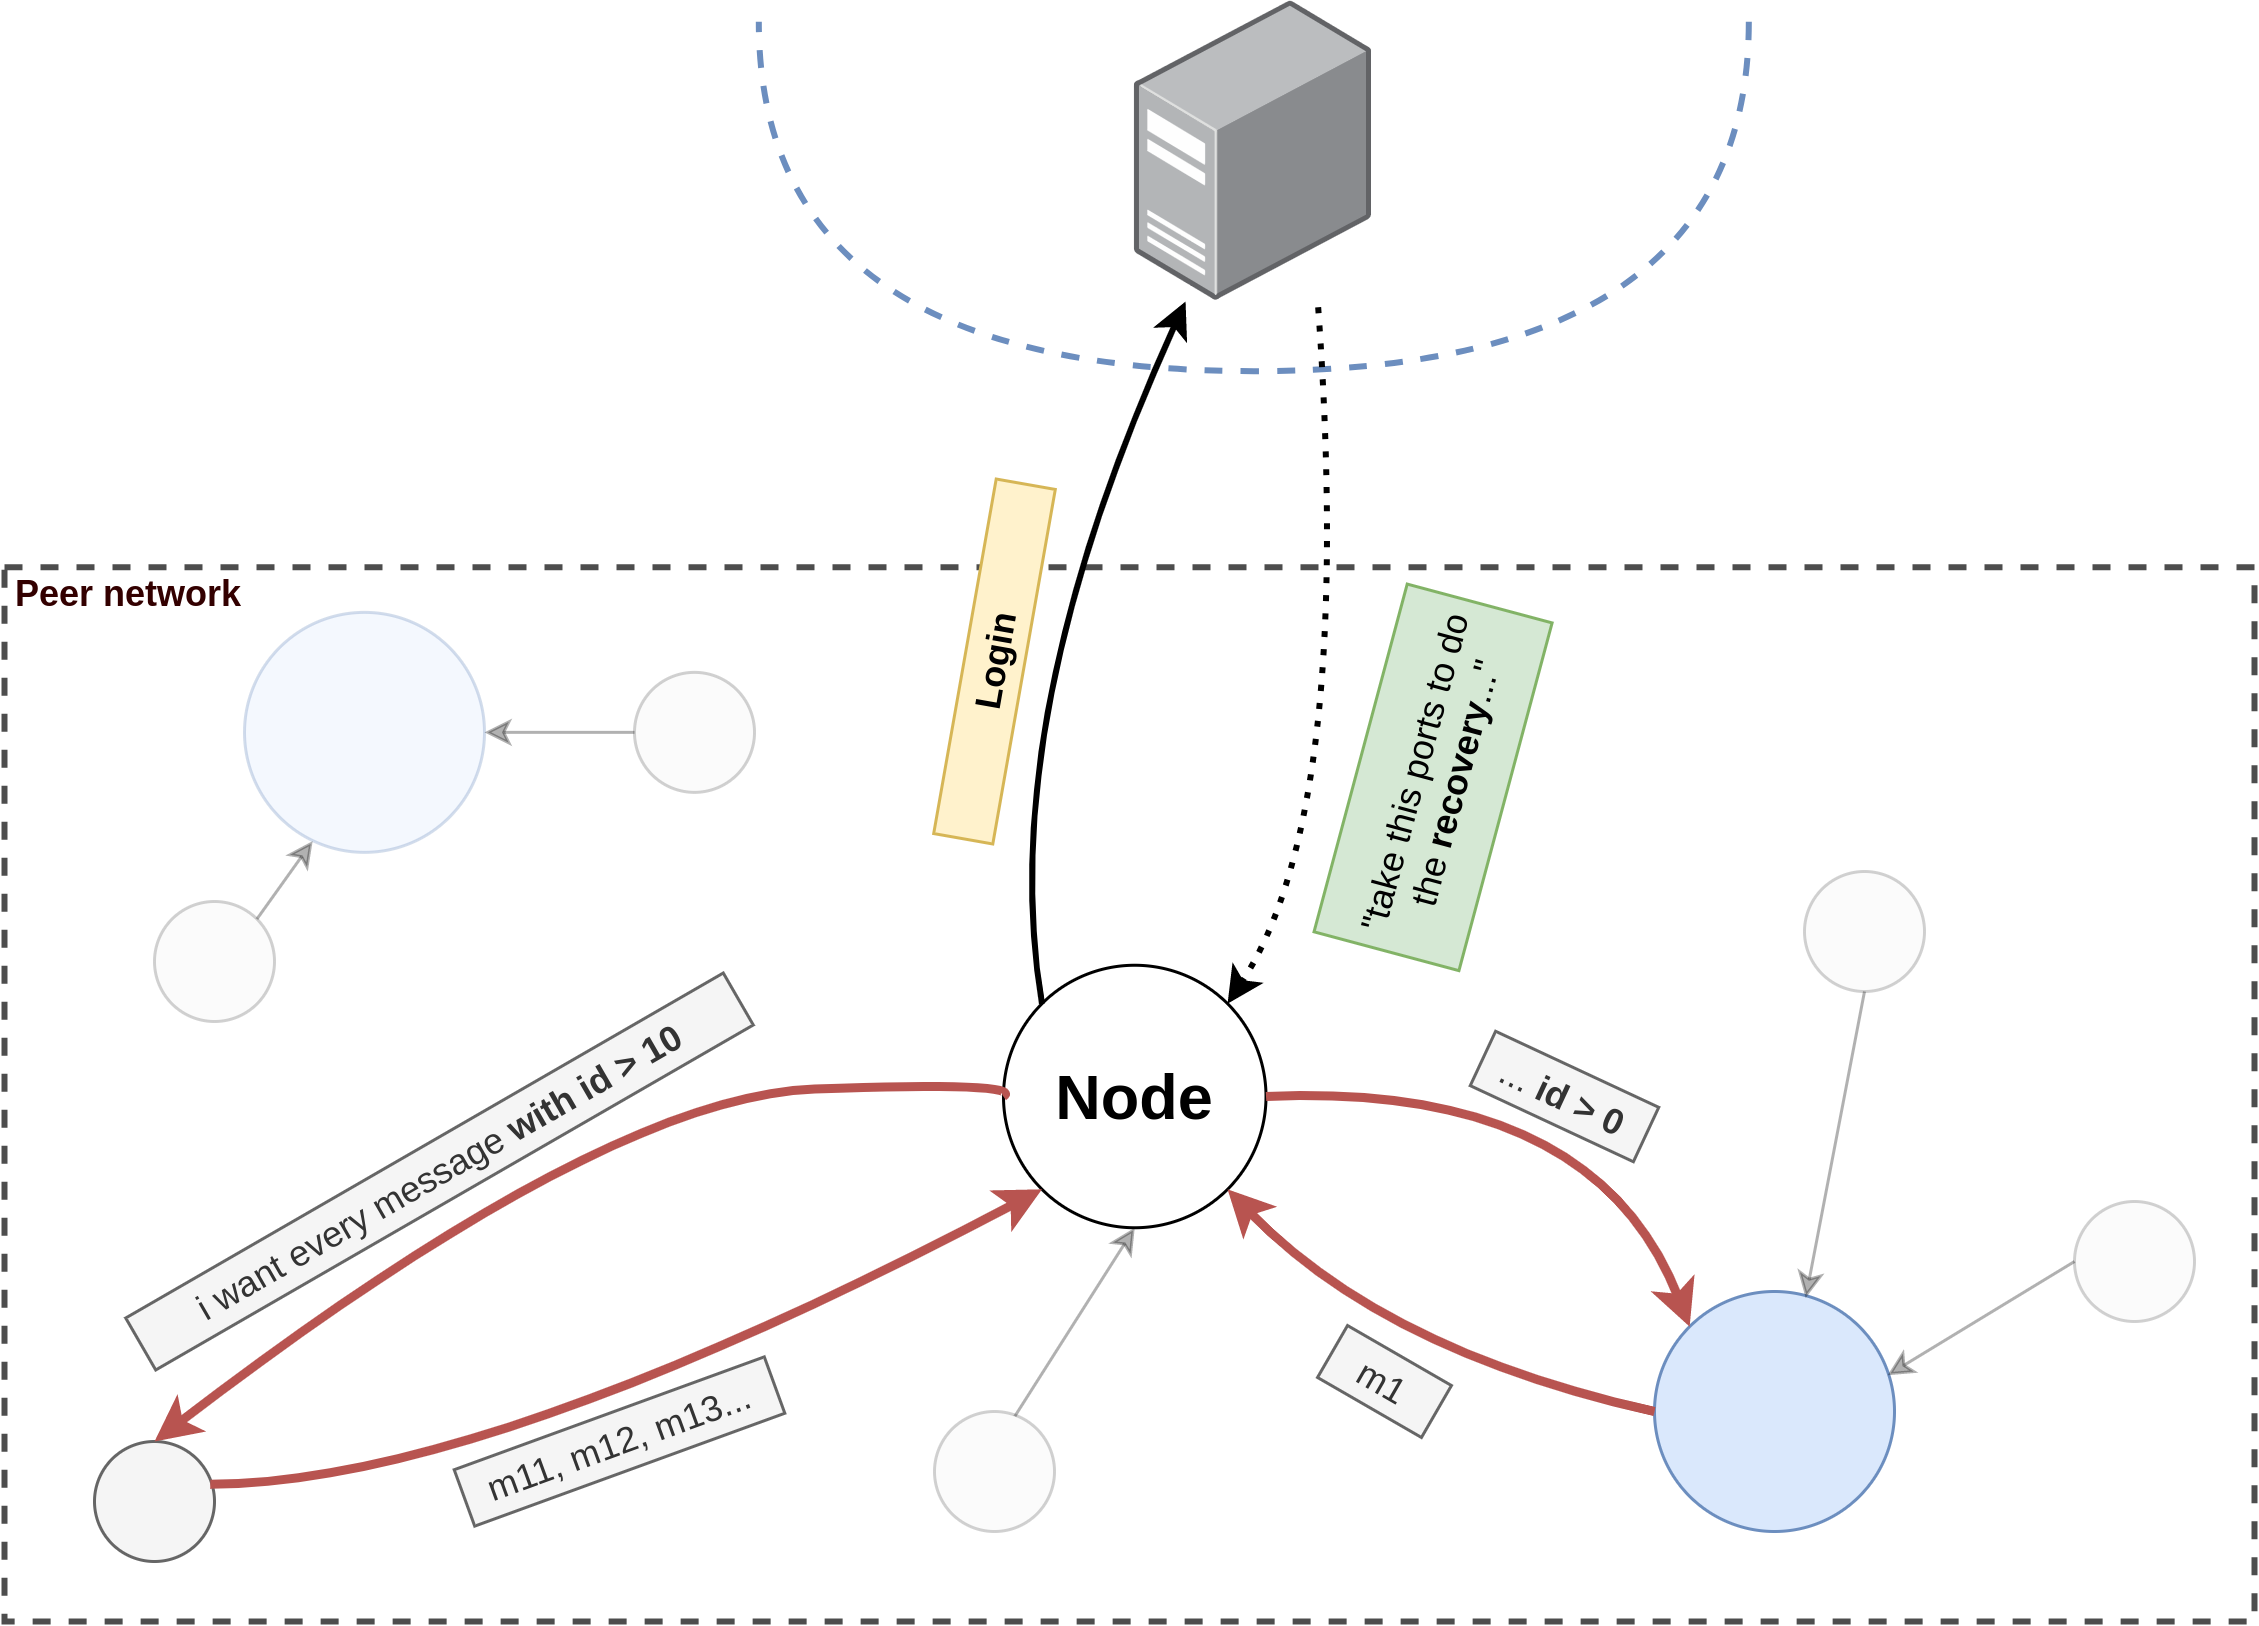 Peer network
Login
"take this ports to do
the recovery..."
i want every message with id > 10
Node
... id > 0
m1
m11, m12, m13...